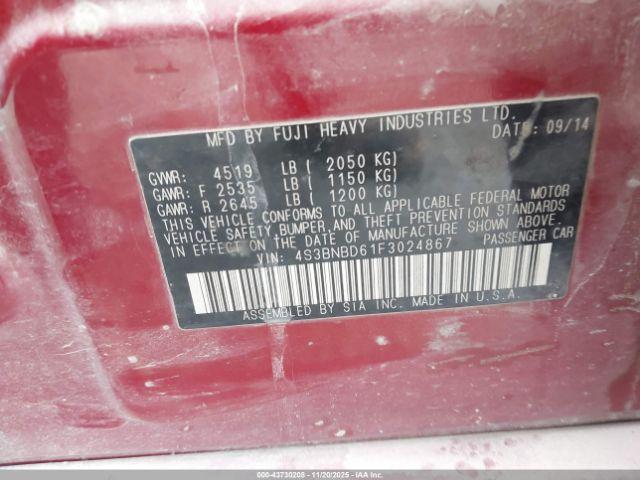 MFD BY FUJI HEAVY INDUSTRIES LTD.
DATE: 09/14
GVWR: 4519 LB ( 2050 KG)
GAWR: F 2535 LB ( 1150 KG)
GAWR: R 2645 LB ( 1200 KG)
THIS VEHICLE CONFORMS TO ALL APPLICABLE FEDERAL MOTOR
VEHICLE SAFETY, BUMPER, AND THEFT PREVENTION STANDARDS
IN EFFECT ON THE DATE OF MANUFACTURE SHOWN ABOVE.
VIN: 4S3BNBD61F3024867 PASSENGER CAR
ASSEMBLED BY SIA INC. MADE IN U.S.A.
000-43730208 - 11/20/2025 - IAAI.COM